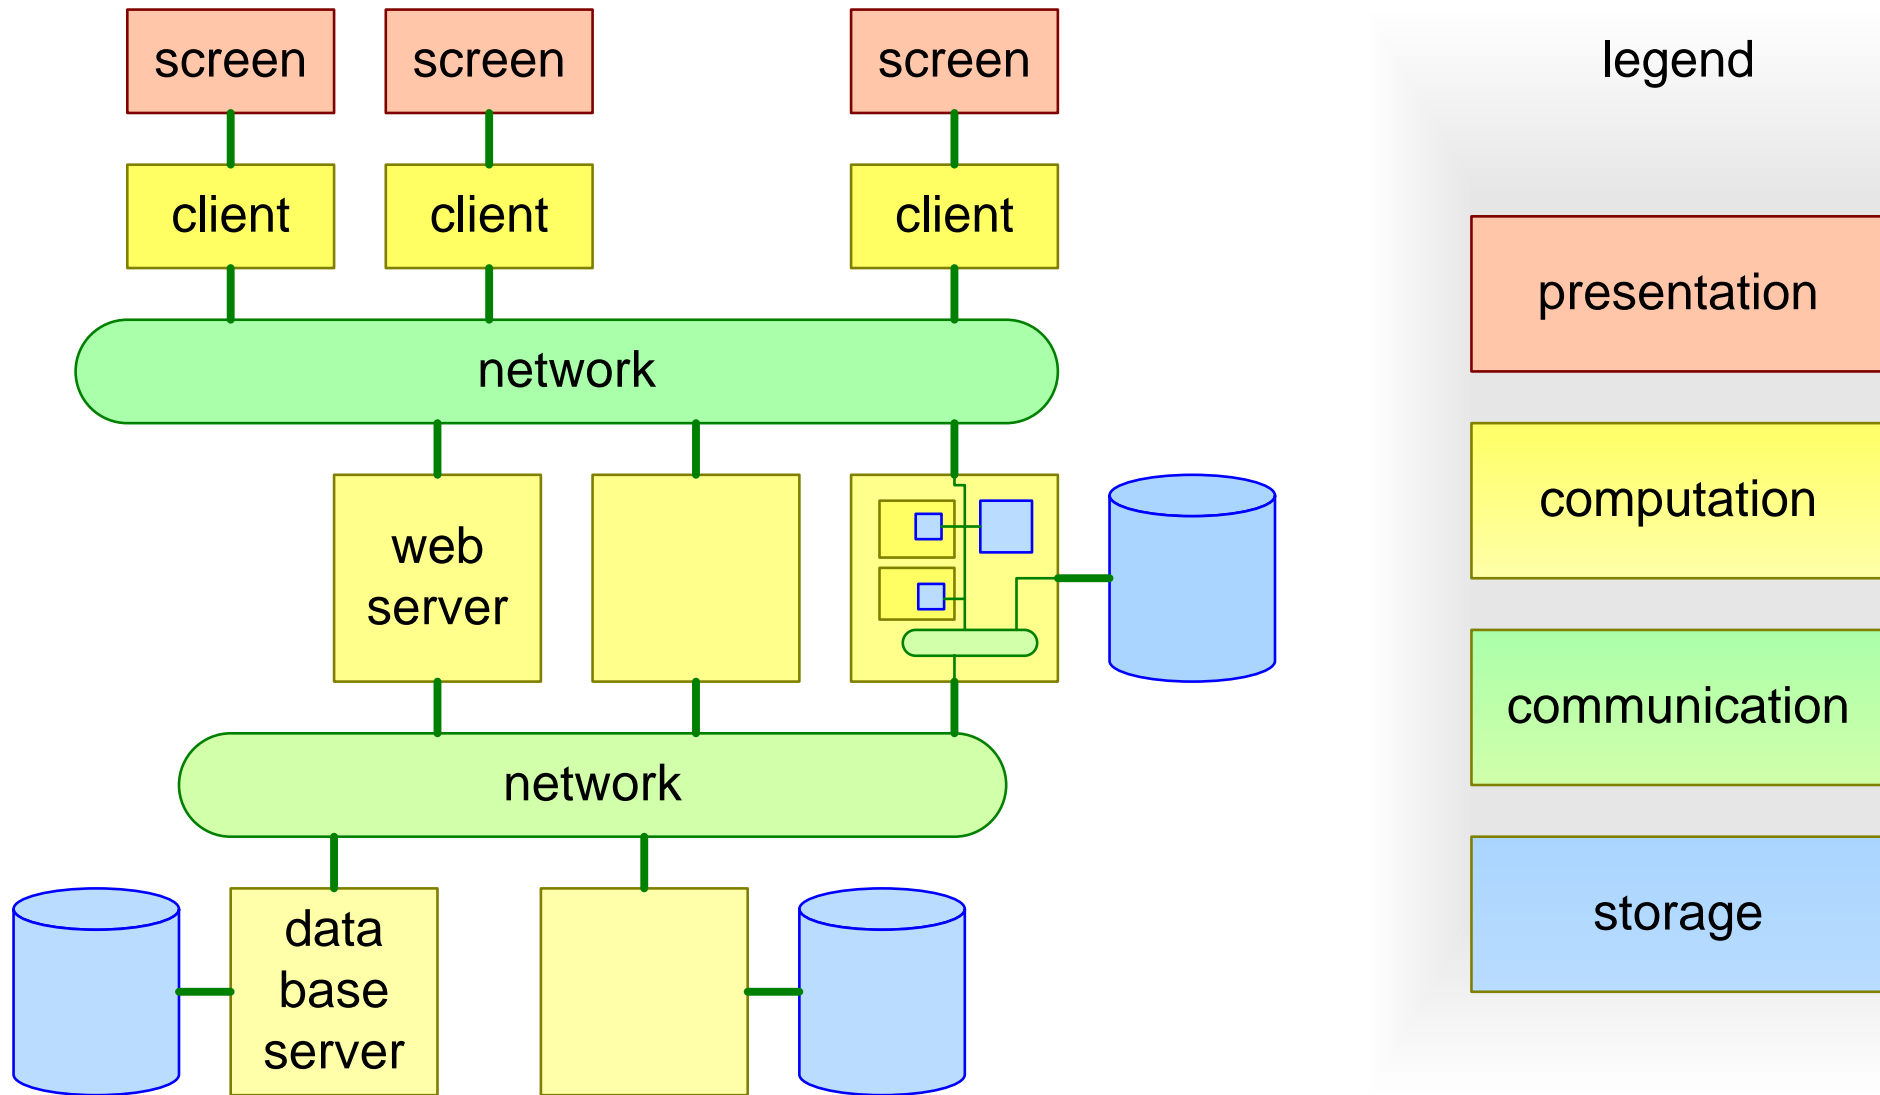 screen
screen
screen
legend
client
client
client
presentation
network
computation
web
server
communication
network
storage
data
base
server